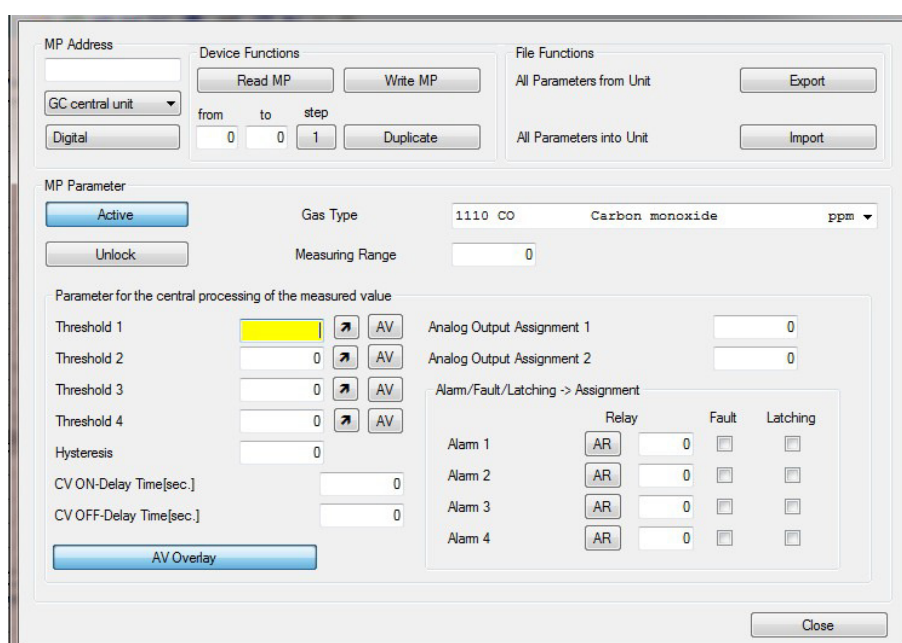 MP Address
Device Functions
File Functions
Read MP Write MP All Parameters from Unit Export
GC central unit
from to step
Digital 0 0 1 Duplicate All Parameters into Unit Import
MP Parameter
Active Gas Type 1110 CO Carbon monoxide ppm
Unlock Measuring Range 0
Parameter for the central processing of the measured value
Threshold 1 AV Analog Output Assignment 1 0
Threshold 2 0 AV Analog Output Assignment 2 0
Threshold 3 0 AV Alarm/Fault/Latching -> Assignment
Threshold 4 0 AV Relay Fault Latching
Hysteresis 0 Alarm 1 AR 0
CV ON-Delay Time[sec.] 0 Alarm 2 AR 0
CV OFF-Delay Time[sec.] 0 Alarm 3 AR 0
AV Overlay Alarm 4 AR 0
Close